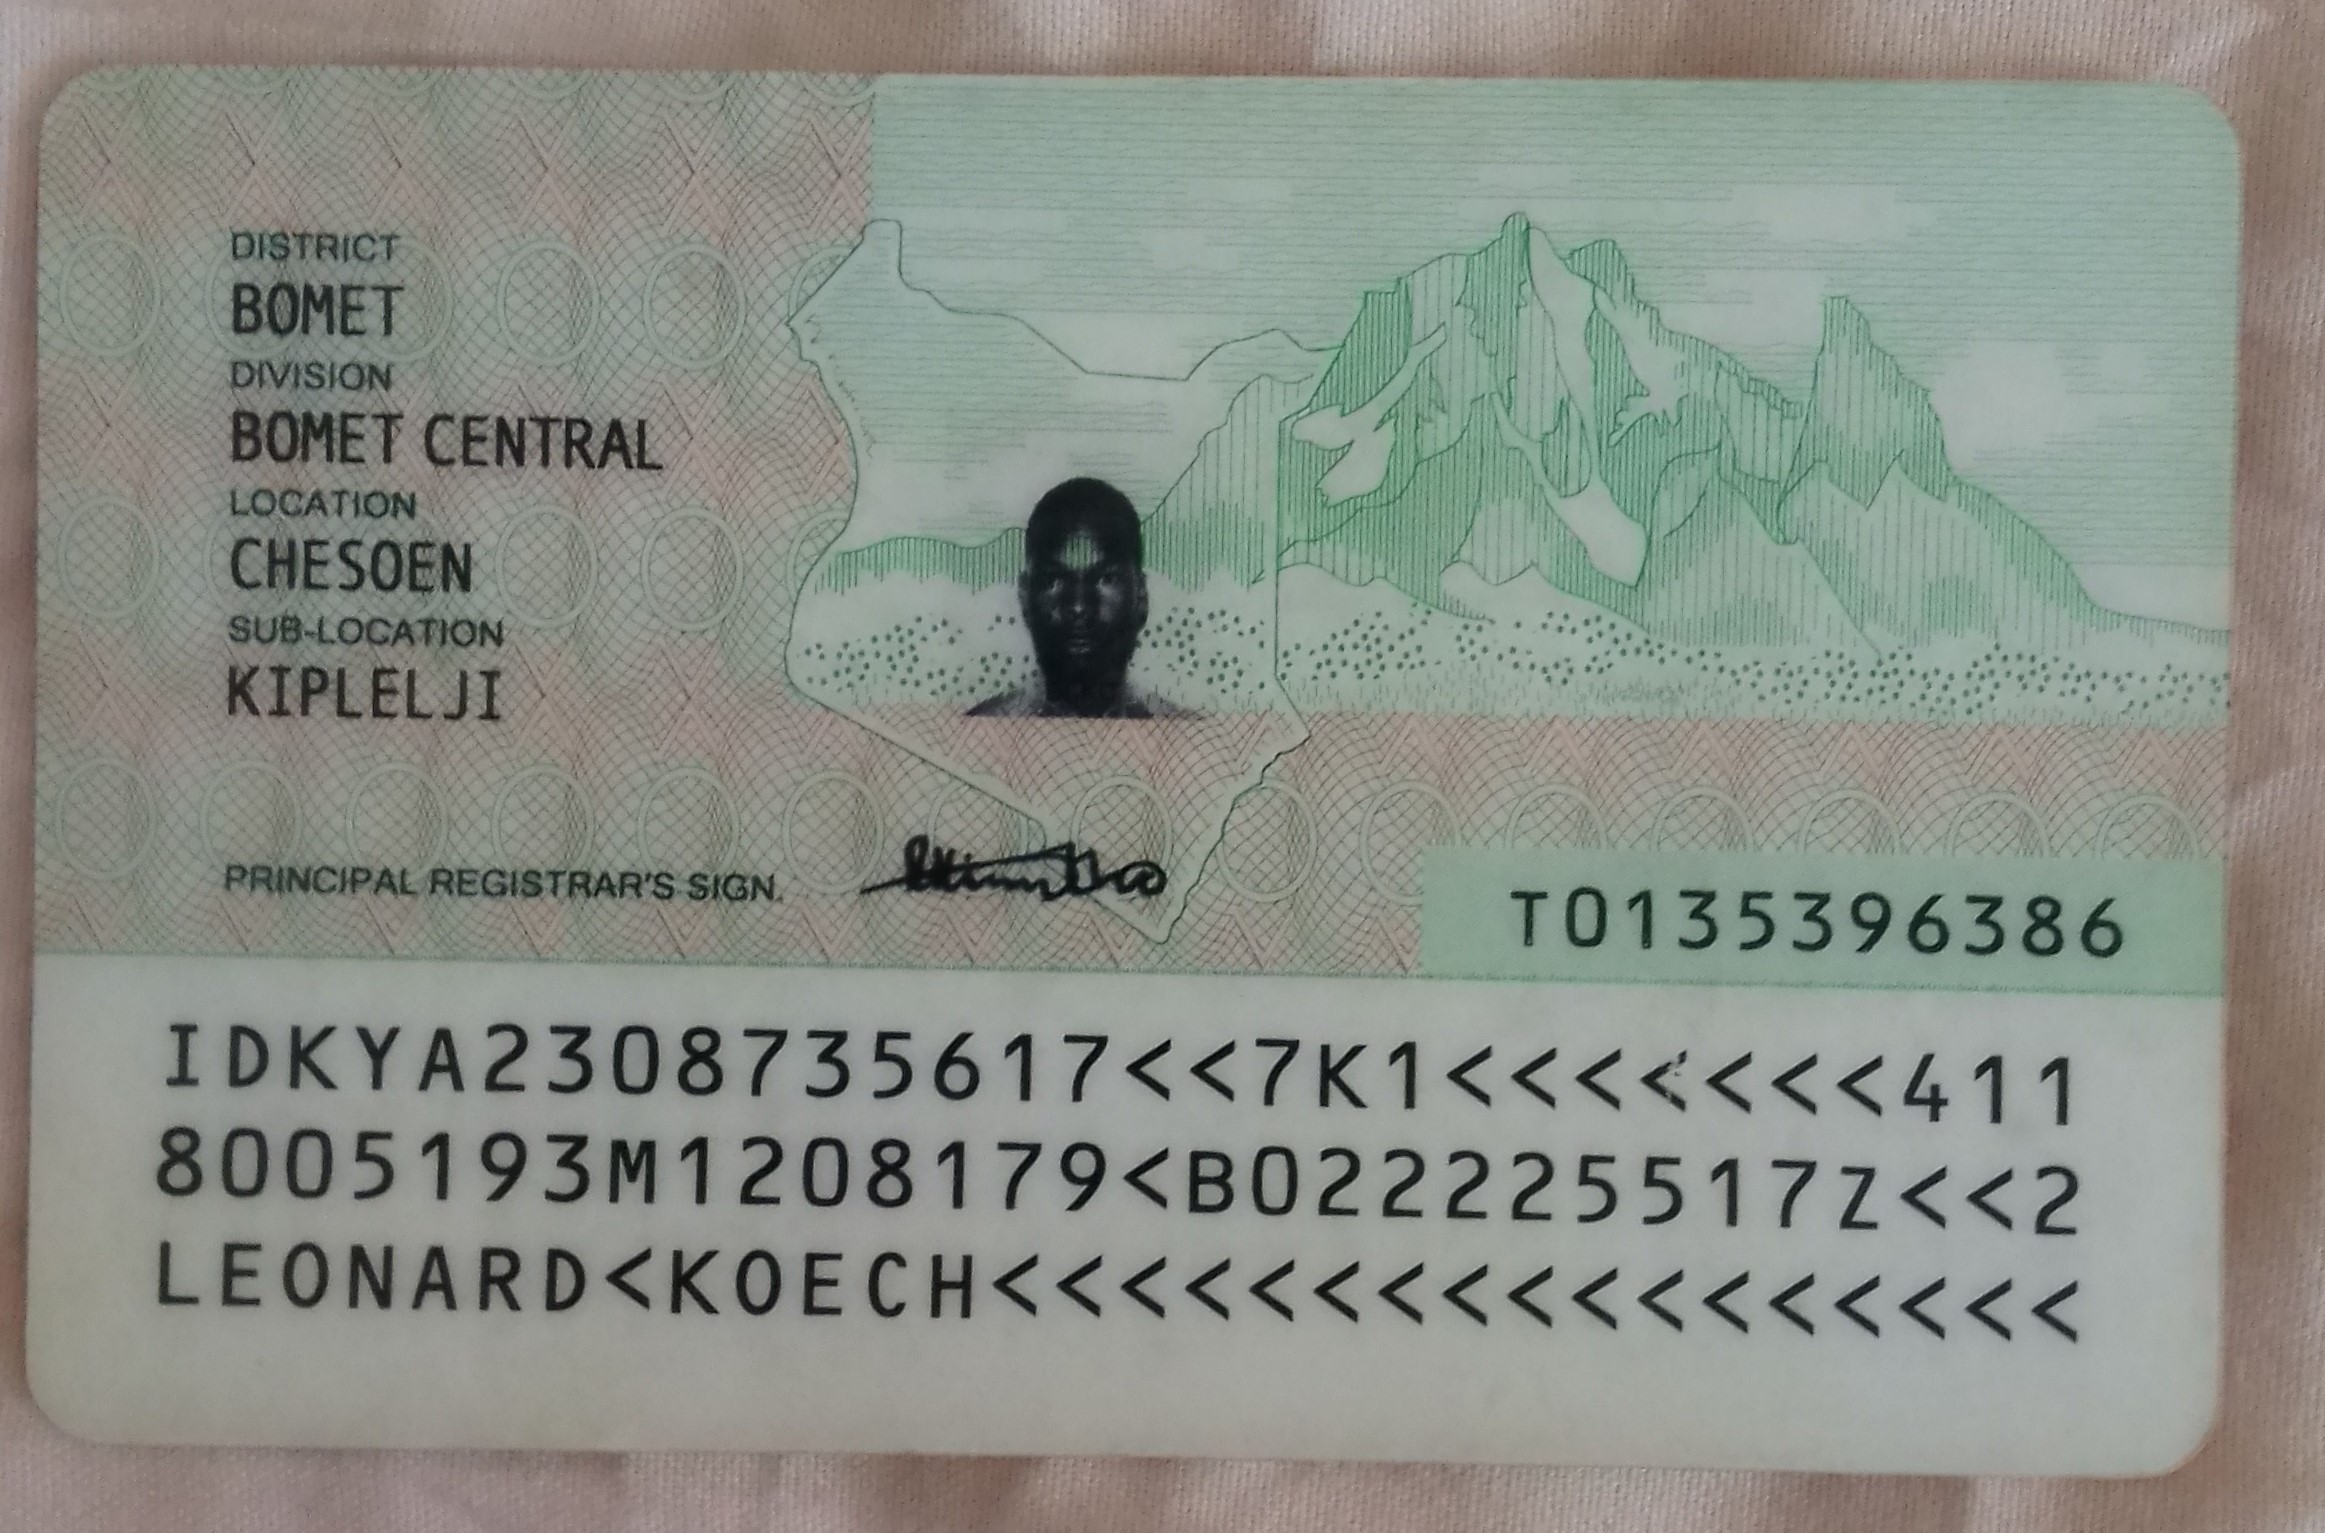 DISTRICT
BOMET
DIVISION
BOMET CENTRAL
LOCATION
CHESOEN
SUB-LOCATION
KIPLELJI
PRINCIPAL REGISTRAR'S SIGN.
T0135396386
IDKYA2308735617<<7K1<<<<<<<411
8005193M1208179<B022225517Z<<2
LEONARD<KOECH<<<<<<<<<<<<<<<<<